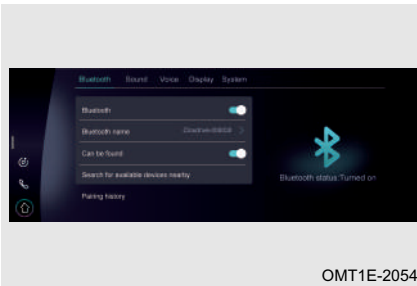 Bluetooth Sound Voice Display System
Bluetooth
Bluetooth name
Can be found
Search for available devices nearby
Bluetooth status:Turned on
Pairing history
OMT1E-2054